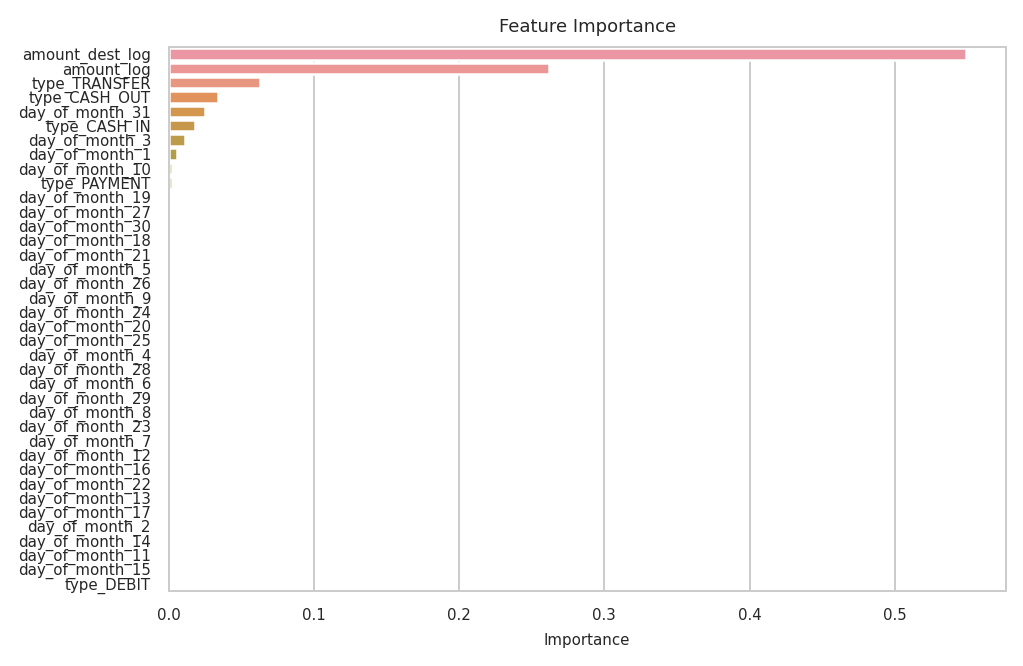 Feature Importance
amount_dest_log
amount_log
type_TRANSFER
type_CASH_OUT
day_of_month_31
type_CASH_IN
day_of_month_3
day_of_month_1
day_of_month_10
type_PAYMENT
day_of_month_19
day_of_month_27
day_of_month_30
day_of_month_18
day_of_month_21
day_of_month_5
day_of_month_26
day_of_month_9
day_of_month_24
day_of_month_20
day_of_month_25
day_of_month_4
day_of_month_28
day_of_month_6
day_of_month_29
day_of_month_8
day_of_month_23
day_of_month_7
day_of_month_12
day_of_month_16
day_of_month_22
day_of_month_13
day_of_month_17
day_of_month_2
day_of_month_14
day_of_month_11
day_of_month_15
type_DEBIT
0.0 0.1 0.2 0.3 0.4 0.5
Importance